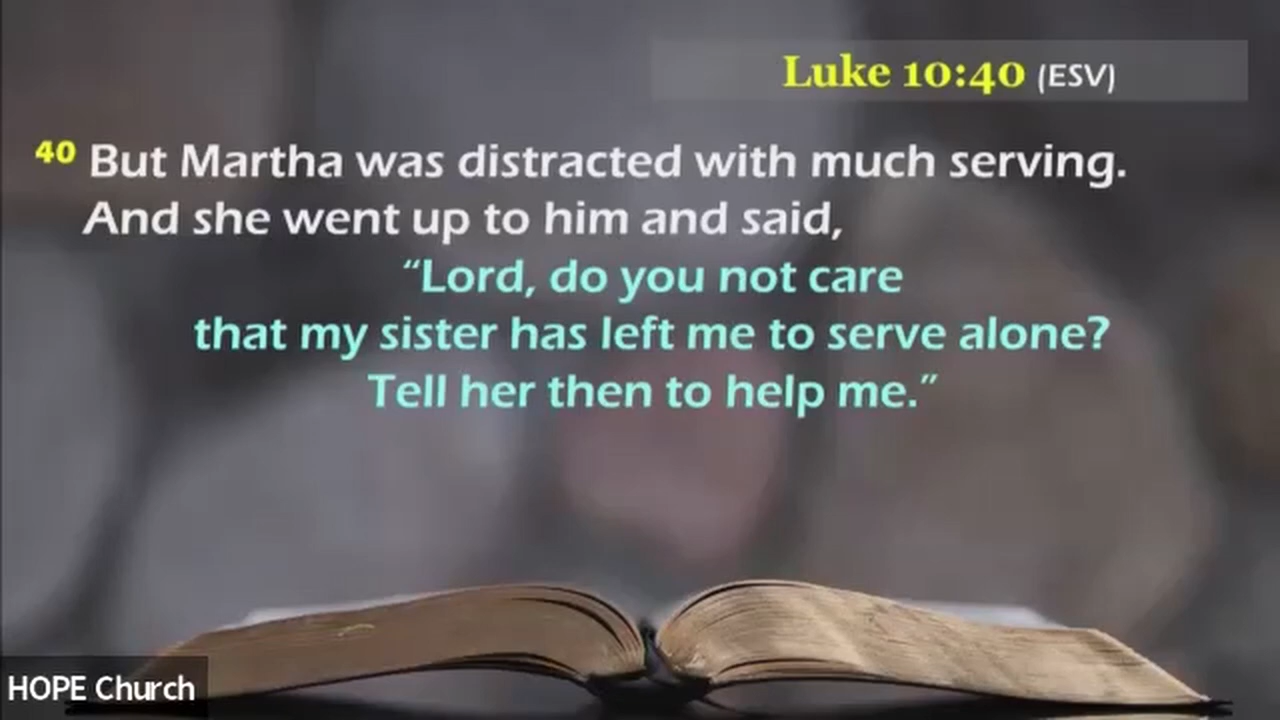 Luke 10:40 (ESV)
40 But Martha was distracted with much serving.
And she went up to him and said,
“Lord, do you not care
that my sister has left me to serve alone?
Tell her then to help me.”
HOPE Church